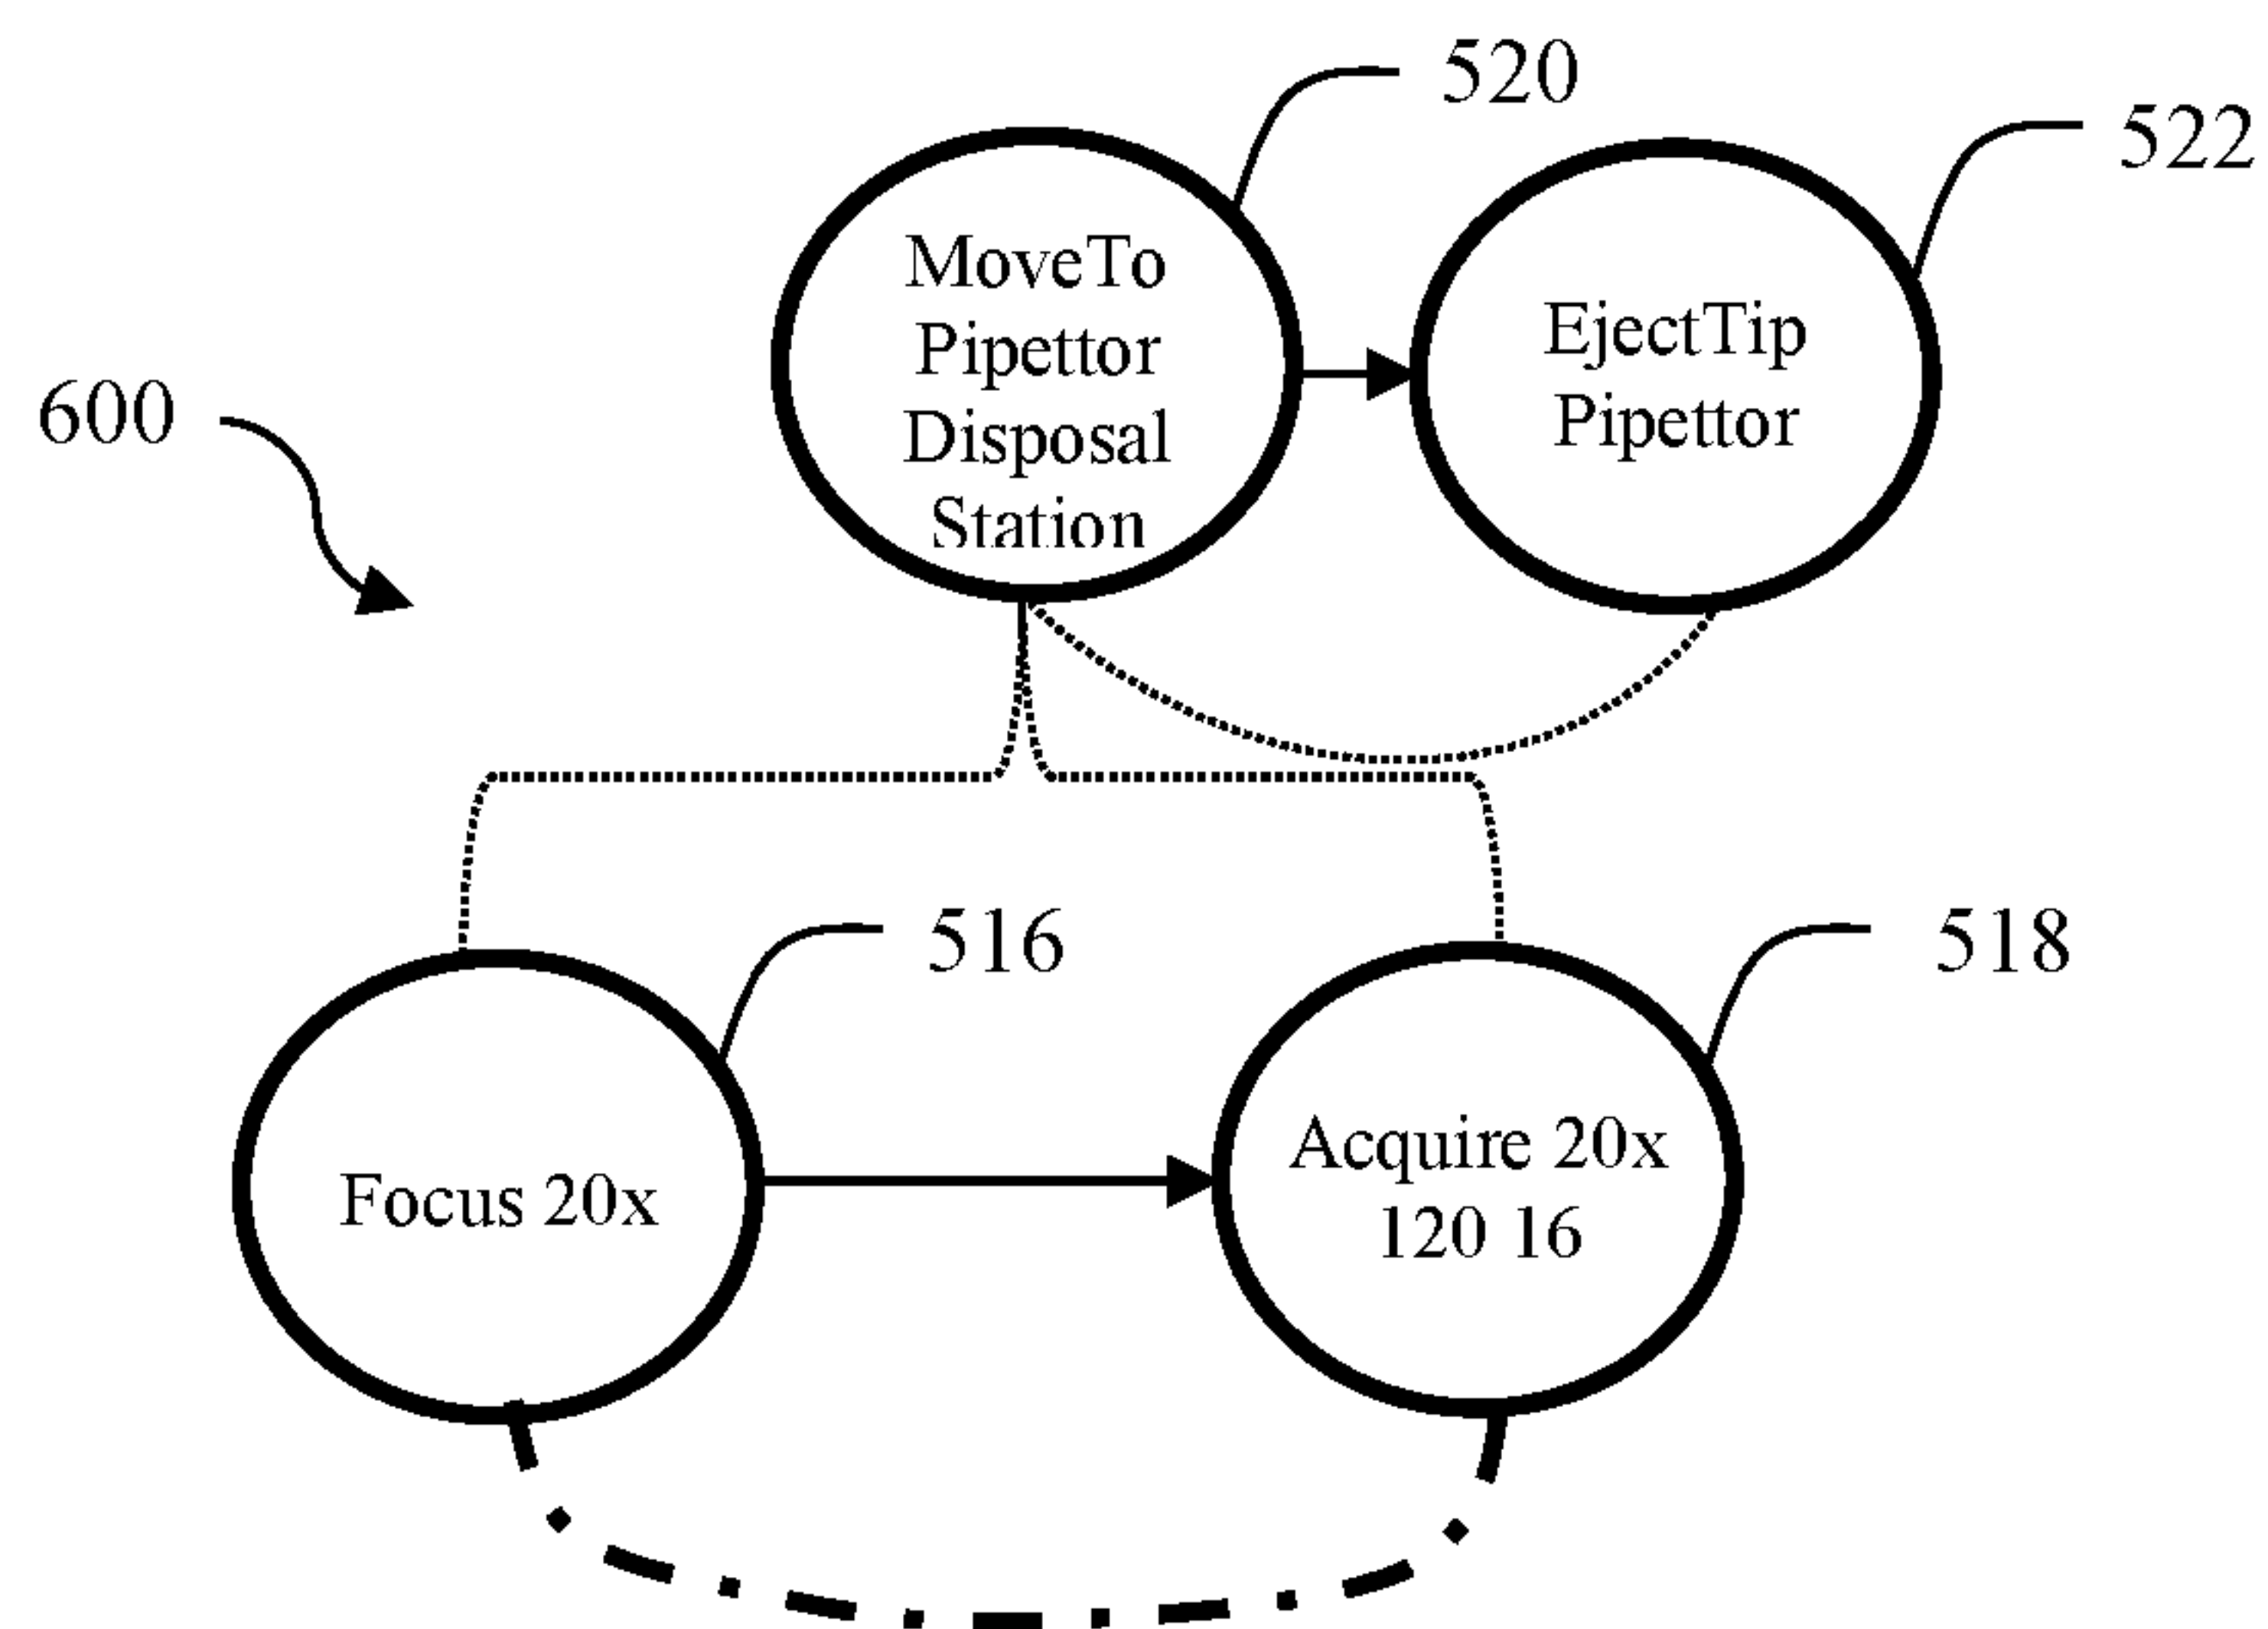 520
522
MoveTo
Pipettor
Disposal
Station
EjectTip
Pipettor
600
516
518
Focus 20x
Acquire 20x
120 16